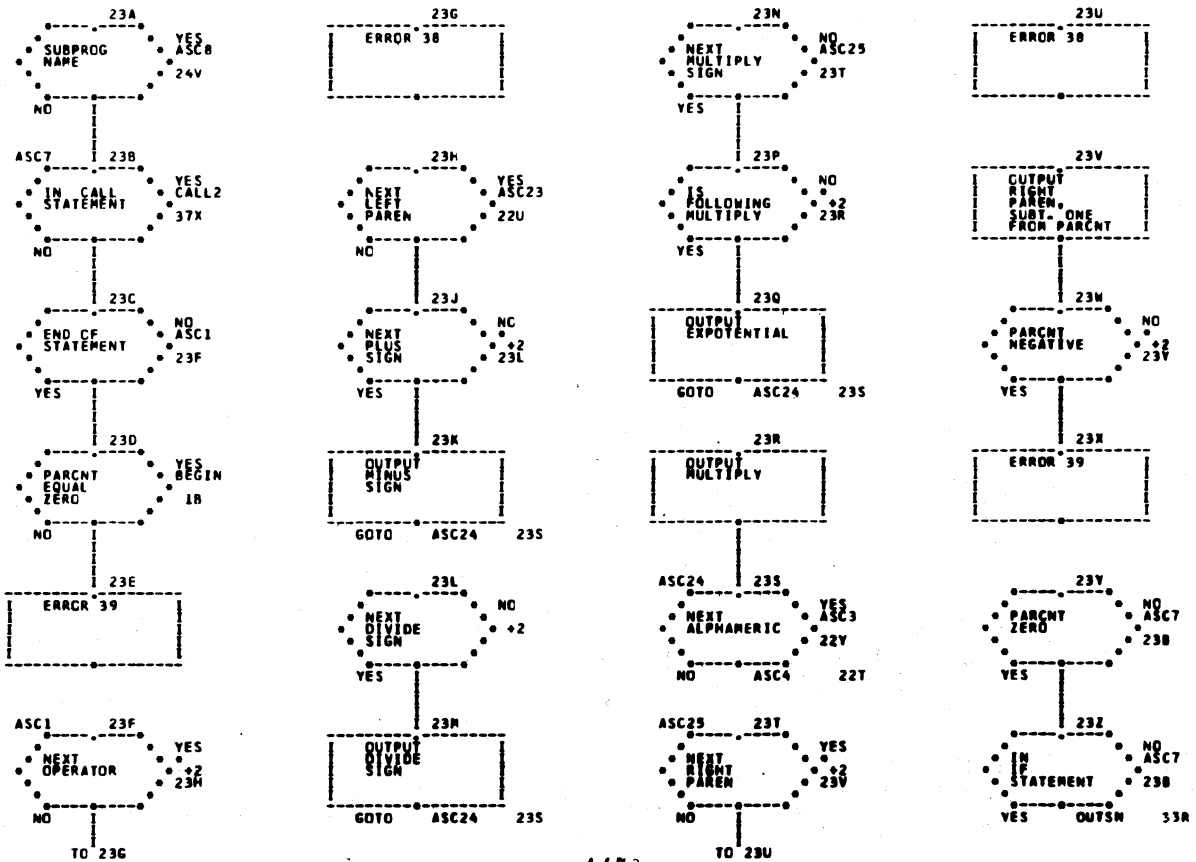 23A
SUBPROG
NAME
YES
ASC8
24V
NO
ASC7 23B
IN CALL
STATEMENT
YES
CALL2
37X
NO
23C
END CF
STATEMENT
NO
ASC1
23F
YES
23D
PARCNT
EQUAL
ZERO
YES
BEGIN
1B
NO
23E
ERRCR 39
ASC1 23F
NEXT
OPERATOR
YES
+2
23H
NO
TO 23G
23G
ERROR 38
23H
NEXT
LEFT
PAREN
YES
ASC23
22U
NO
23J
NEXT
PLUS
SIGN
NC
+2
23L
YES
23K
OUTPUT
MINUS
SIGN
GOTO ASC24 23S
23L
NEXT
DIVIDE
SIGN
NO
+2
YES
23M
OUTPUT
DIVIDE
SIGN
GOTO ASC24 23S
23N
NEXT
MULTIPLY
SIGN
NO
ASC25
23T
YES
23P
IS
FOLLOWING
MULTIPLY
NO
+2
23R
YES
23Q
OUTPUT
EXPOTENTIAL
GOTO ASC24 23S
23R
OUTPUT
MULTIPLY
ASC24 23S
NEXT
ALPHAMERIC
YES
ASC3
22Y
NO ASC4 22T
ASC25 23T
NEXT
RIGHT
PAREN
YES
+2
23V
NO
TO 23U
23U
ERROR 38
23V
OUTPUT
RIGHT
PAREN,
SUBT. ONE
FROM PARCNT
23W
PARCNT
NEGATIVE
NO
+2
23Y
YES
23X
ERROR 39
23Y
PARCNT
ZERO
NO
ASC7
23B
YES
23Z
IN
IF
STATEMENT
NO
ASC7
23B
YES OUTSN 33R